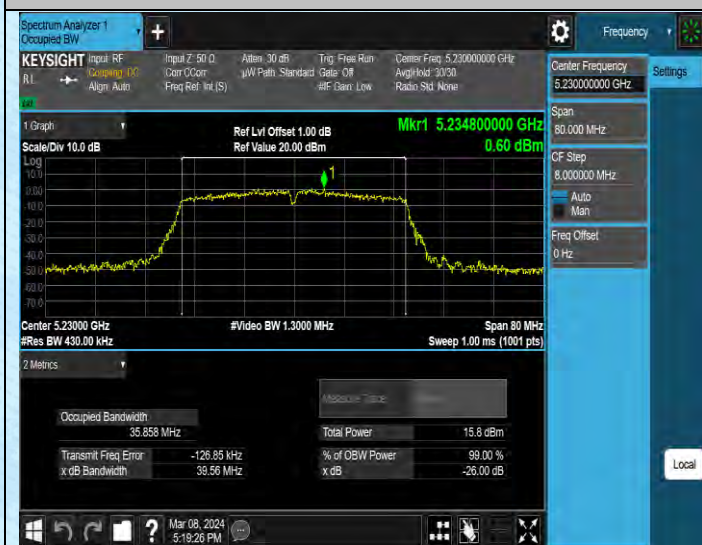 Spectrum Analyzer 1
Occupied BW
Frequency
KEYSIGHT Input: RF Input Z: 50 Ω Atten: 30 dB Trig: Free Run Center Freq: 5.230000000 GHz
RL Coupling: DC Corr CCorr µW Path: Standard Gate: Off Avg|Hold: 30/30
Align: Auto Freq Ref: Int (S) #IF Gain: Low Radio Std: None
Center Frequency
5.230000000 GHz
Settings
Span
80.000 MHz
CF Step
8.000000 MHz
Auto
Man
Freq Offset
0 Hz
1 Graph
Ref Lvl Offset 1.00 dB
Mkr1 5.234800000 GHz
Scale/Div 10.0 dB
Ref Value 20.00 dBm
0.60 dBm
Log
10.0
0.00
-10.0
-20.0
-30.0
-40.0
-50.0
-60.0
-70.0
1
Center 5.23000 GHz
#Video BW 1.3000 MHz
Span 80 MHz
#Res BW 430.00 kHz
Sweep 1.00 ms (1001 pts)
2 Metrics
Measure Trace
Occupied Bandwidth
35.858 MHz
Total Power 15.8 dBm
Transmit Freq Error -126.85 kHz
% of OBW Power 99.00 %
x dB Bandwidth 39.56 MHz
x dB -26.00 dB
Local
?
Mar 08, 2024
5:19:26 PM